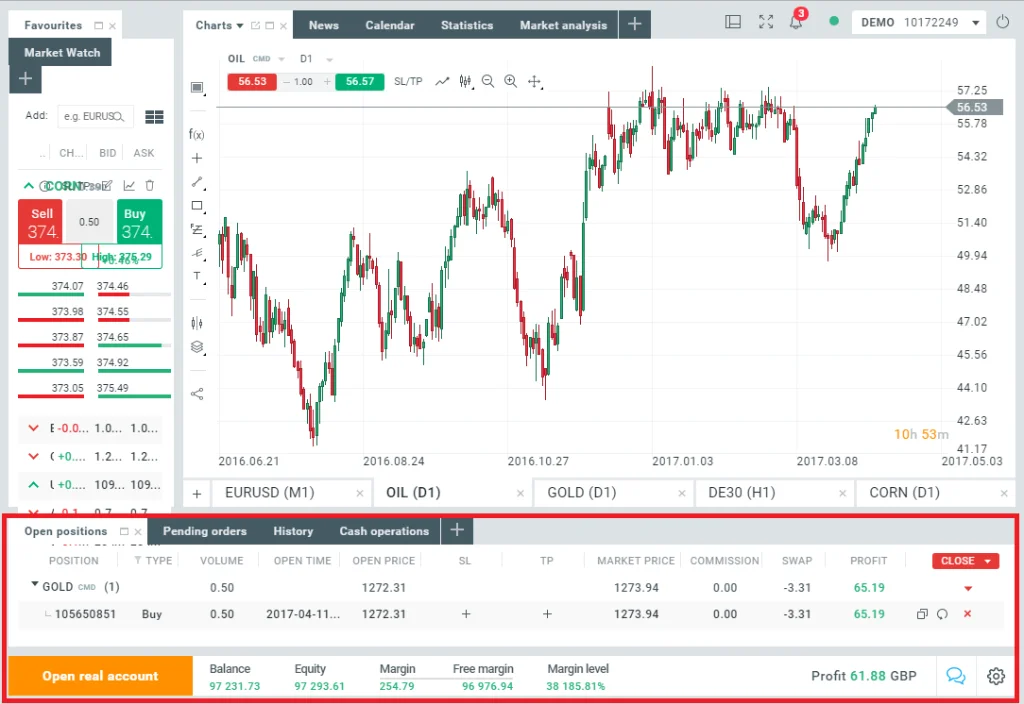 Favourites
Market Watch
Add: e.g. EURUS
.. CH... BID ASK
CORN
Sell 374. 0.50 Buy 374.
Low: 373.30 High: 375.29
374.07 374.46
373.98 374.55
373.87 374.65
373.59 374.92
373.05 375.49
-0.0... 1.0... 1.0...
+0.... 1.2... 1.2...
+0.... 109... 109...
Charts News Calendar Statistics Market analysis
3 DEMO 10172249
OIL CMD D1
56.53 1.00 56.57 SL/TP
f(x)
T
57.25
56.53
55.78
54.32
52.86
51.40
49.94
48.48
47.02
45.56
44.10
42.63
41.17
10h 53m
2016.06.21 2016.08.24 2016.10.27 2017.01.03 2017.03.08 2017.05.03
EURUSD (M1) OIL (D1) GOLD (D1) DE30 (H1) CORN (D1)
Open positions Pending orders History Cash operations
POSITION TYPE VOLUME OPEN TIME OPEN PRICE SL TP MARKET PRICE COMMISSION SWAP PROFIT CLOSE
GOLD CMD (1) 0.50 1272.31 1273.94 0.00 -3.31 65.19
105650851 Buy 0.50 2017-04-11... 1272.31 + + 1273.94 0.00 -3.31 65.19
Open real account
Balance Equity Margin Free margin Margin level
97 231.73 97 293.61 254.79 96 976.94 38 185.81%
Profit 61.88 GBP